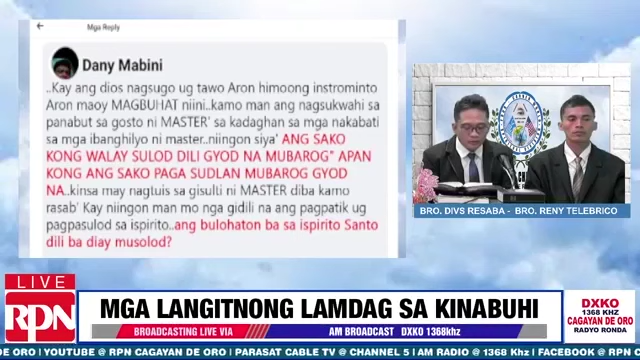 Mga Reply
Dany Mabini
..Kay ang dios nagsugo ug tawo Aron himoong instrominto
Aron maoy MAGBUHAT niini..kamo man ang nagsukwahi sa
panabut sa gosto ni MASTER' sa kadaghan sa mga nakabati
sa mga ibanghilyo ni master..niingon siya' ANG SAKO
KONG WALAY SULOD DILI GYOD NA MUBAROG" APAN
KONG ANG SAKO PAGA SUDLAN MUBAROG GYOD
NA..kinsa may nagtuis sa gisulti ni MASTER diba kamo
rasab' Kay niingon man mo nga gidili na ang pagpatik ug
pagpasulod sa ispirito..ang bulohaton ba sa ispirito Santo
dili ba diay musolod?
BRO. DIVS RESABA - BRO. RENY TELEBRICO
LIVE
RPN
MGA LANGITNONG LAMDAG SA KINABUHI
BROADCASTING LIVE VIA
AM BROADCAST DXKO 1368khz
DXKO
1368 KHZ
CAGAYAN DE ORO
RADYO RONDA
DE ORO | YOUTUBE @ RPN CAGAYAN DE ORO | PARASAT CABLE TV @ CHANNEL 5 | AM RADIO @ 1368 Khz | FACEBOOK @ RPN C